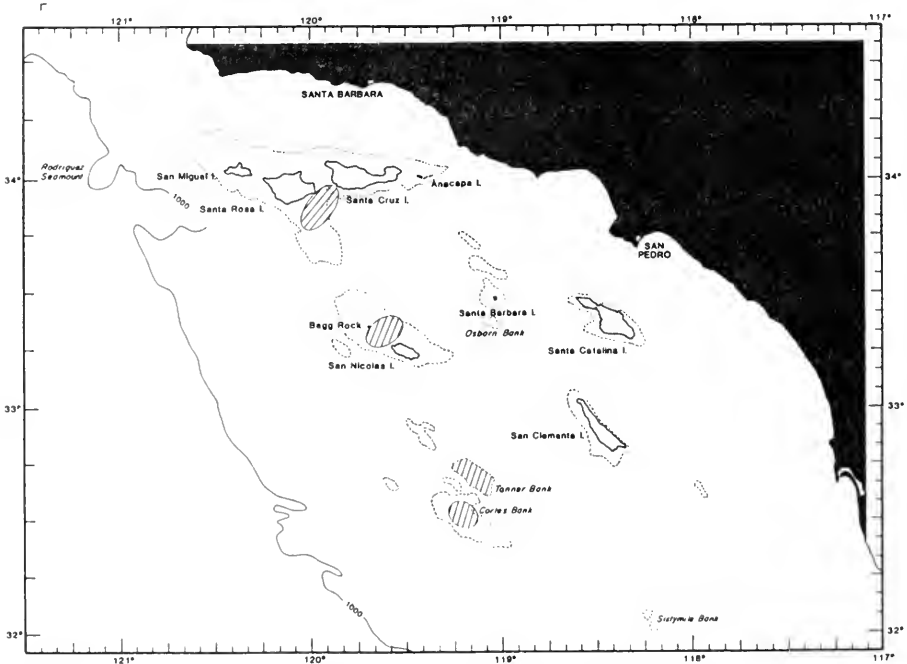 121°
120°
119°
118°
117°
SANTA BARBARA
Rodriguez
Seamount
San Miguel I.
34°
34°
Anacapa I.
Santa Cruz I.
Santa Rosa I.
1000
SAN
PEDRO
Santa Barbara I.
Begg Rock
Osborn Bank
Santa Catalina I.
San Nicolas I.
33°
33°
San Clemente I.
Tanner Bank
Cortes Bank
1000
Sixtymile Bank
32°
32°
121°
120°
119°
118°
117°